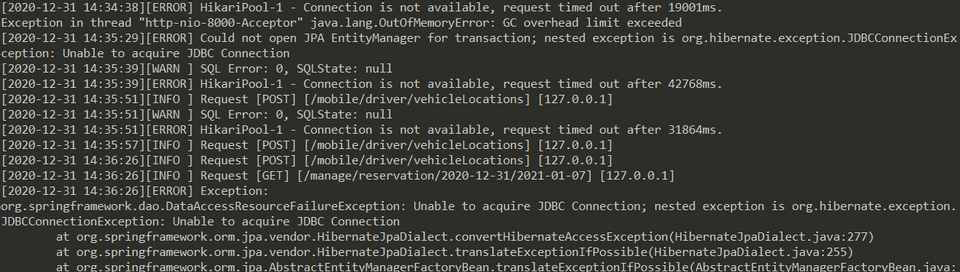 [2020-12-31 14:34:38][ERROR] HikariPool-1 - Connection is not available, request timed out after 19001ms.
Exception in thread "http-nio-8000-Acceptor" java.lang.OutOfMemoryError: GC overhead limit exceeded
[2020-12-31 14:35:29][ERROR] Could not open JPA EntityManager for transaction; nested exception is org.hibernate.exception.JDBCConnectionEx
ception: Unable to acquire JDBC Connection
[2020-12-31 14:35:39][WARN ] SQL Error: 0, SQLState: null
[2020-12-31 14:35:39][ERROR] HikariPool-1 - Connection is not available, request timed out after 42768ms.
[2020-12-31 14:35:51][INFO ] Request [POST] [/mobile/driver/vehicleLocations] [127.0.0.1]
[2020-12-31 14:35:51][WARN ] SQL Error: 0, SQLState: null
[2020-12-31 14:35:51][ERROR] HikariPool-1 - Connection is not available, request timed out after 31864ms.
[2020-12-31 14:35:57][INFO ] Request [POST] [/mobile/driver/vehicleLocations] [127.0.0.1]
[2020-12-31 14:36:26][INFO ] Request [POST] [/mobile/driver/vehicleLocations] [127.0.0.1]
[2020-12-31 14:36:26][INFO ] Request [GET] [/manage/reservation/2020-12-31/2021-01-07] [127.0.0.1]
[2020-12-31 14:36:26][ERROR] Exception:
org.springframework.dao.DataAccessResourceFailureException: Unable to acquire JDBC Connection; nested exception is org.hibernate.exception.
JDBCConnectionException: Unable to acquire JDBC Connection
at org.springframework.orm.jpa.vendor.HibernateJpaDialect.convertHibernateAccessException(HibernateJpaDialect.java:277)
at org.springframework.orm.jpa.vendor.HibernateJpaDialect.translateExceptionIfPossible(HibernateJpaDialect.java:255)
at org.springframework.orm.jpa.AbstractEntityManagerFactoryBean.translateExceptionIfPossible(AbstractEntityManagerFactoryBean.java: